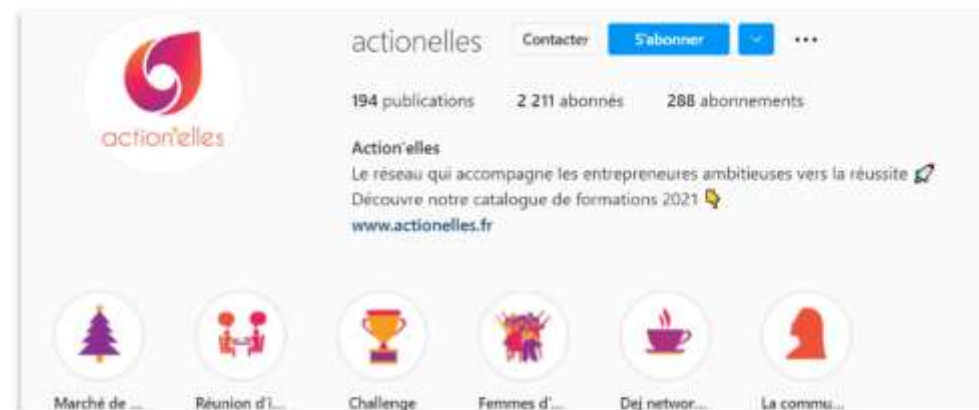 action'elles
actionelles Contacter S'abonner
194 publications 2 211 abonnés 288 abonnements
Action'elles
Le réseau qui accompagne les entrepreneures ambitieuses vers la réussite 🚀
Découvre notre catalogue de formations 2021 👇
www.actionelles.fr
Marché de ... Réunion d'i... Challenge Femmes d'... Dej networ... La commu...